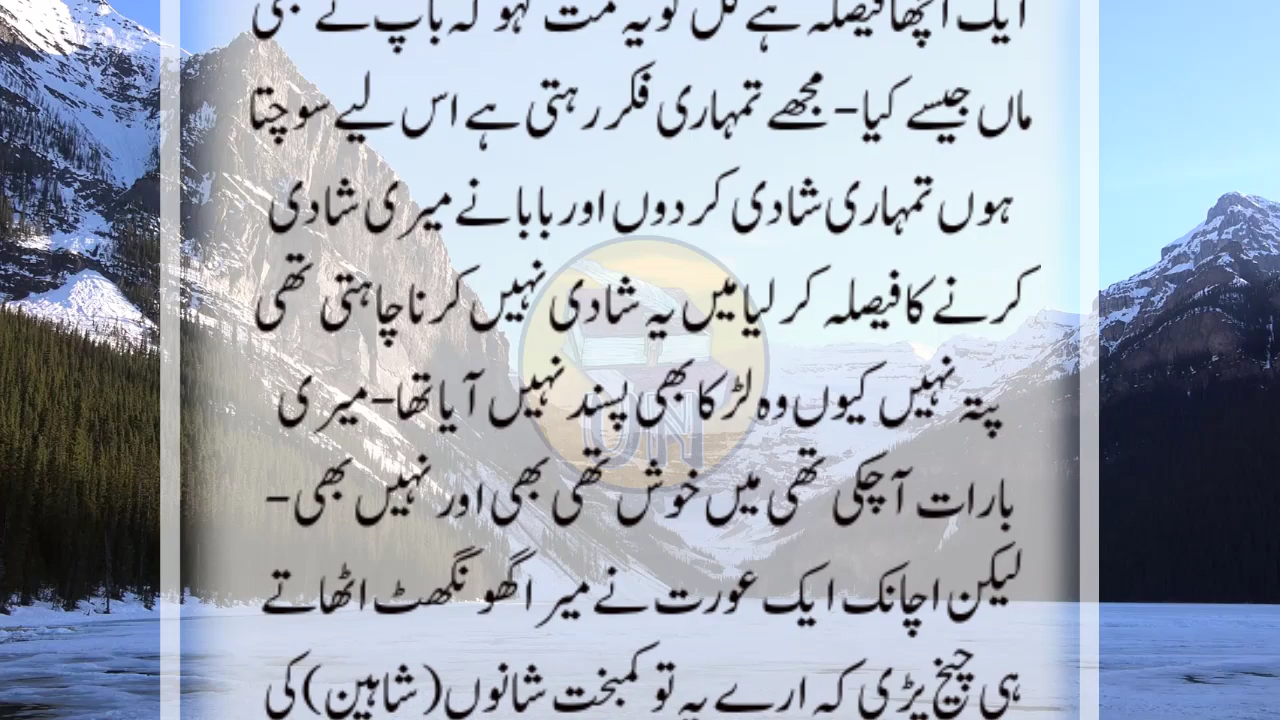 ایک اچھا فیصلہ ہے کل کو یہ مت کہو کہ باپ نے بھی
ماں جیسے کیا- مجھے تمہاری فکر رہتی ہے اس لیے سوچتا
ہوں تمہاری شادی کر دوں اور بابا نے میری شادی
کرنے کا فیصلہ کر لیا میں یہ شادی نہیں کرنا چاہتی تھی
پتہ نہیں کیوں وہ لڑکا بھی پسند نہیں آیا تھا-میری
بارات آ چکی تھی میں خوش تھی بھی اور نہیں بھی-
لیکن اچانک ایک عورت نے میرا گھونگھٹ اٹھاتے
ہی چیخ پڑی کہ ارے یہ تو کمبخت شانوں(شاہین)کی
UN